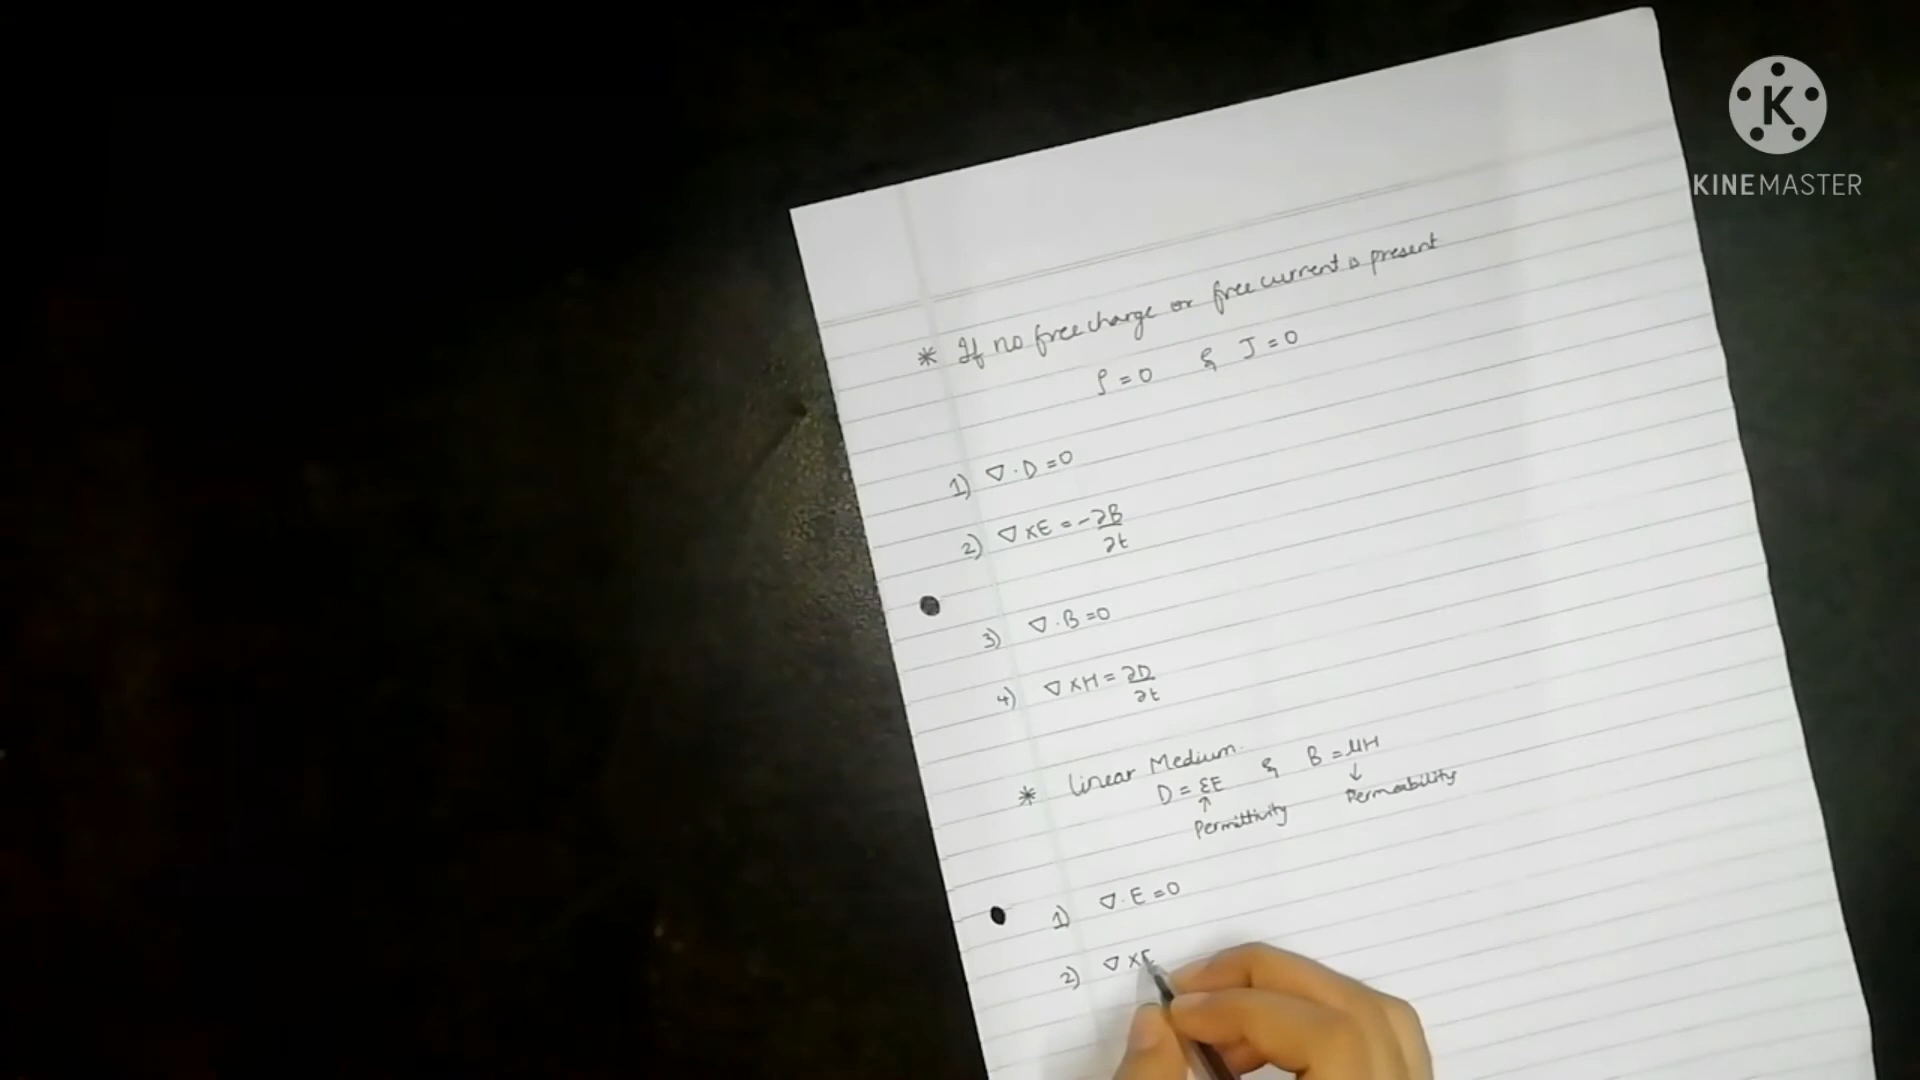 K
KINEMASTER
* If no free charge or free current is present
ρ = 0 & J = 0
1) ∇ · D = 0
2) ∇ × E = - ∂B/∂t
3) ∇ · B = 0
4) ∇ × H = ∂D/∂t
* Linear Medium.
D = εE & B = μH
↑ ↓
Permittivity Permeability
1) ∇ · E = 0
2) ∇ × E